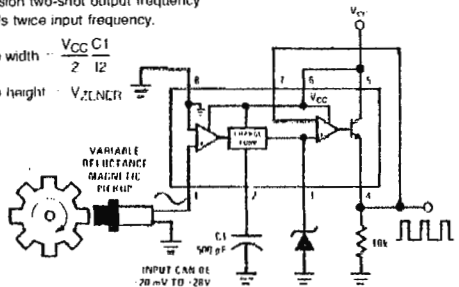 sion two-shot output frequency
s twice input frequency.
width = VCC/2 C1/I2
height = VZENER
VCC
8
7
6
5
VCC
CHARGE PUMP
VARIABLE
RELUCTANCE
MAGNETIC
PICKUP
1
2
3
4
C1
500 pF
10k
INPUT CAN BE
20 mV TO ·28V